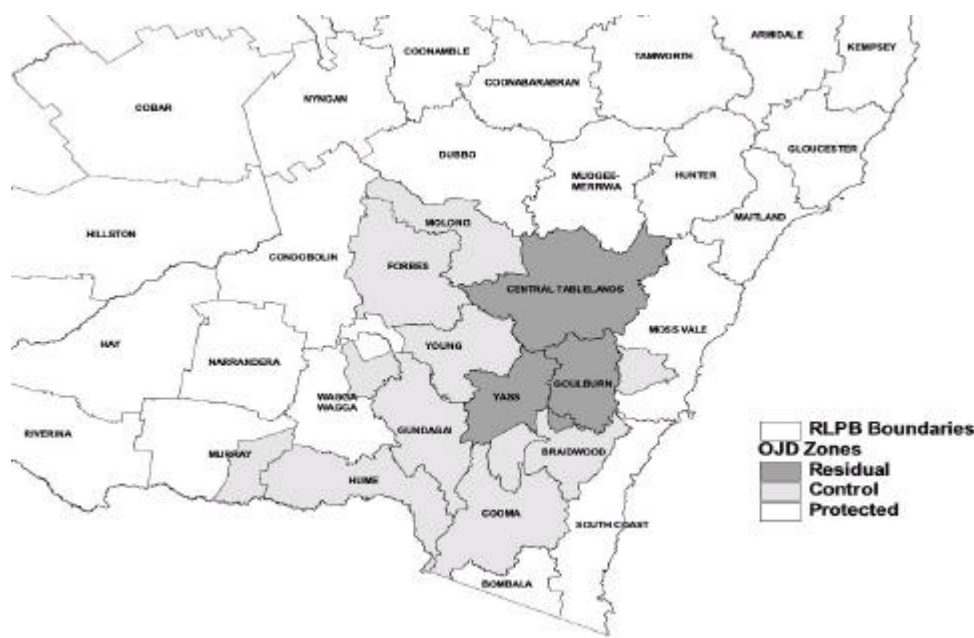 COONAMBLE
TAMWORTH
ARMIDALE
KEMPSEY
COONABARABRAN
COBAR
NYNGAN
DUBBO
GLOUCESTER
MUDGEE-
MERRIWA
HUNTER
MAITLAND
MOLONG
HILLSTON
CONDOBOLIN
FORBES
CENTRAL TABLELANDS
MOSS VALE
HAY
YOUNG
NARRANDERA
GOULBURN
WAGGA
WAGGA
YASS
RIVERINA
GUNDAGAI
BRAIDWOOD
MURRAY
HUME
COOMA
SOUTH COAST
BOMBALA
RLPB Boundaries
OJD Zones
Residual
Control
Protected